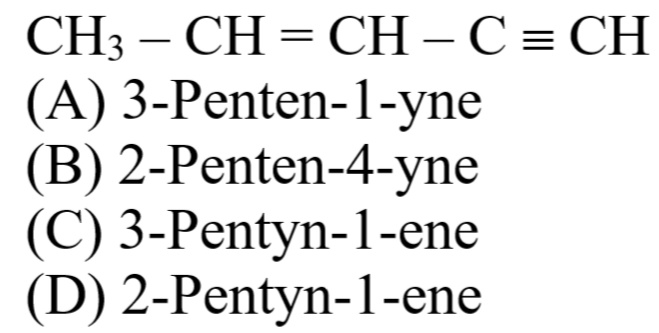 CH₃ – CH = CH – C ≡ CH
(A) 3-Penten-1-yne
(B) 2-Penten-4-yne
(C) 3-Pentyn-1-ene
(D) 2-Pentyn-1-ene